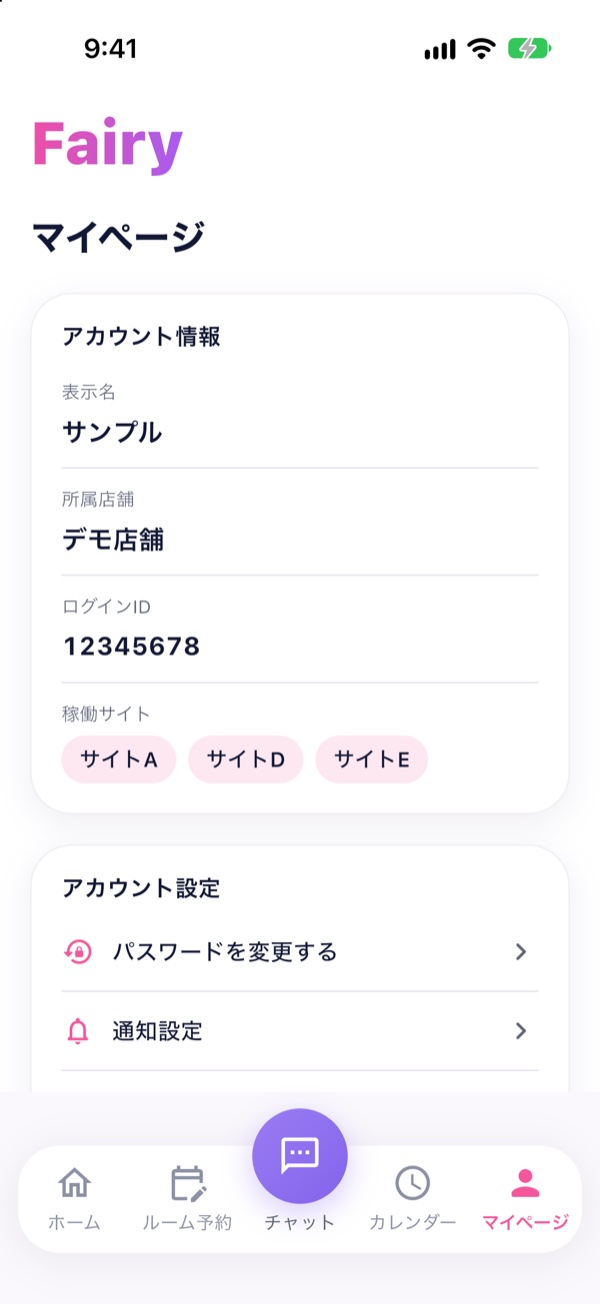 9:41
Fairy
マイページ
アカウント情報
表示名
サンプル
所属店舗
デモ店舗
ログインID
12345678
稼働サイト
サイトA サイトD サイトE
アカウント設定
パスワードを変更する
通知設定
ホーム ルーム予約 チャット カレンダー マイページ